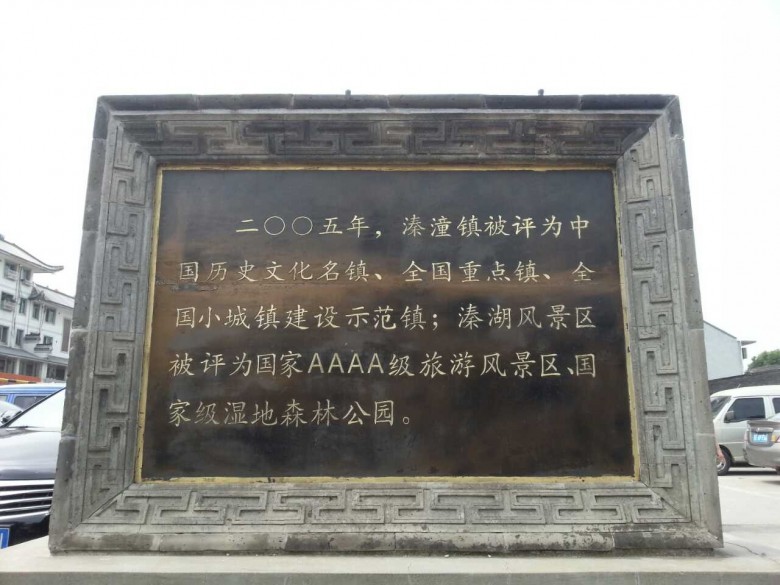 二〇〇五年，溱潼镇被评为中
国历史文化名镇、全国重点镇、全
国小城镇建设示范镇；溱湖风景区
被评为国家AAAA级旅游风景区、国
家级湿地森林公园。